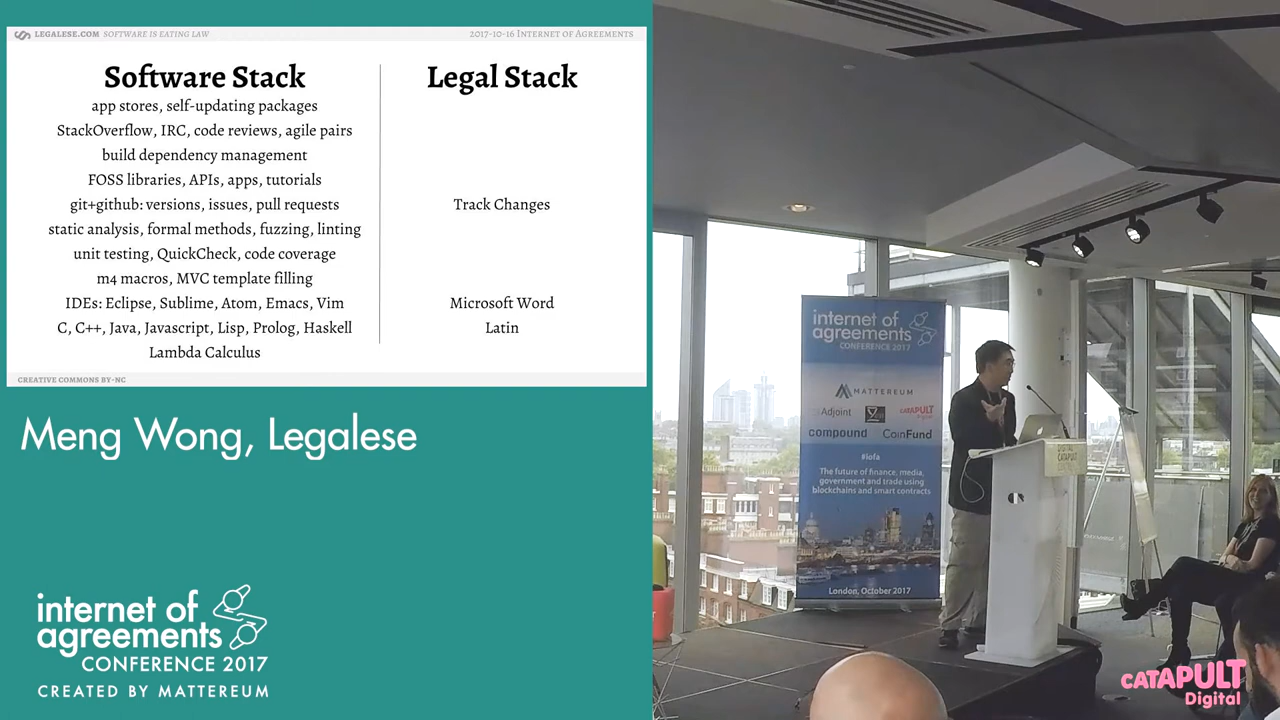 LEGALESE.COM SOFTWARE IS EATING LAW
2017-10-16 INTERNET OF AGREEMENTS
Software Stack
app stores, self-updating packages
StackOverflow, IRC, code reviews, agile pairs
build dependency management
FOSS libraries, APIs, apps, tutorials
git+github: versions, issues, pull requests
static analysis, formal methods, fuzzing, linting
unit testing, QuickCheck, code coverage
m4 macros, MVC template filling
IDEs: Eclipse, Sublime, Atom, Emacs, Vim
C, C++, Java, Javascript, Lisp, Prolog, Haskell
Lambda Calculus
Legal Stack
Track Changes
Microsoft Word
Latin
CREATIVE COMMONS BY-NC
Meng Wong, Legalese
internet of
agreements
CONFERENCE 2017
CREATED BY MATTEREUM
internet of
agreements
CONFERENCE 2017
MATTEREUM
Adjoint
CATAPULT
compound
CoinFund
#iofa
The future of finance, media,
government and trade using
blockchains and smart contracts
London, October 2017
DIGITAL
CATAPULT
CATAPULT
Digital